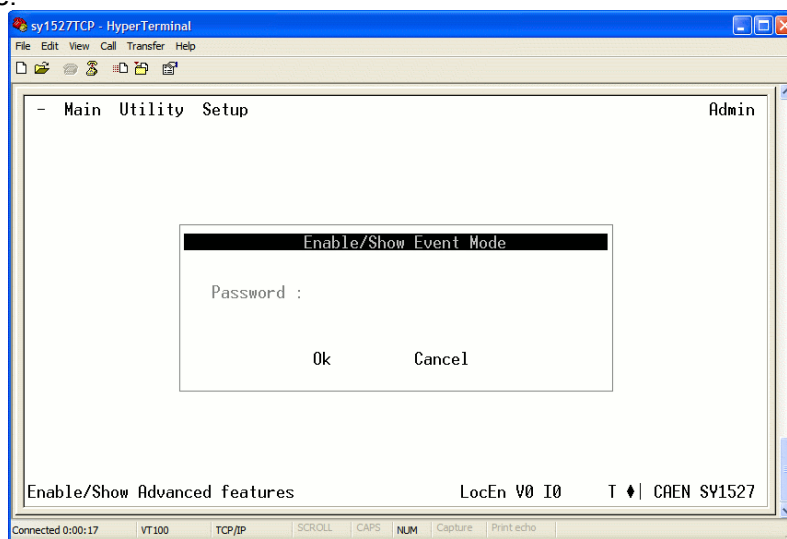 sy1527TCP - HyperTerminal
File Edit View Call Transfer Help
- Main Utility Setup Admin
Enable/Show Event Mode
Password :
Ok Cancel
Enable/Show Advanced features LocEn V0 I0 T ♦| CAEN SY1527
Connected 0:00:17 VT100 TCP/IP SCROLL CAPS NUM Capture Print echo